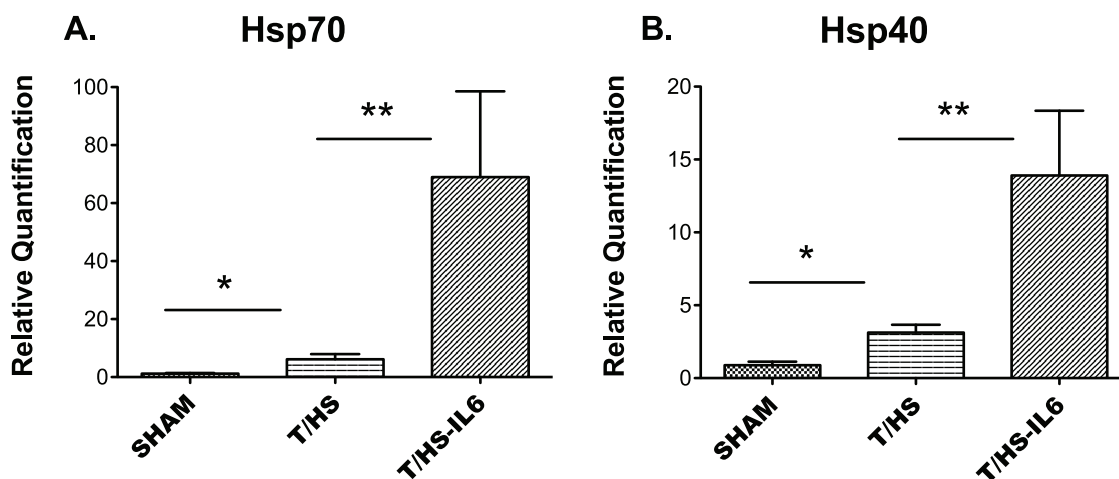 A.
Hsp70
Relative Quantification
100
80
60
40
20
0
*
**
SHAM
T/HS
T/HS-IL6
B.
Hsp40
Relative Quantification
20
15
10
5
0
*
**
SHAM
T/HS
T/HS-IL6